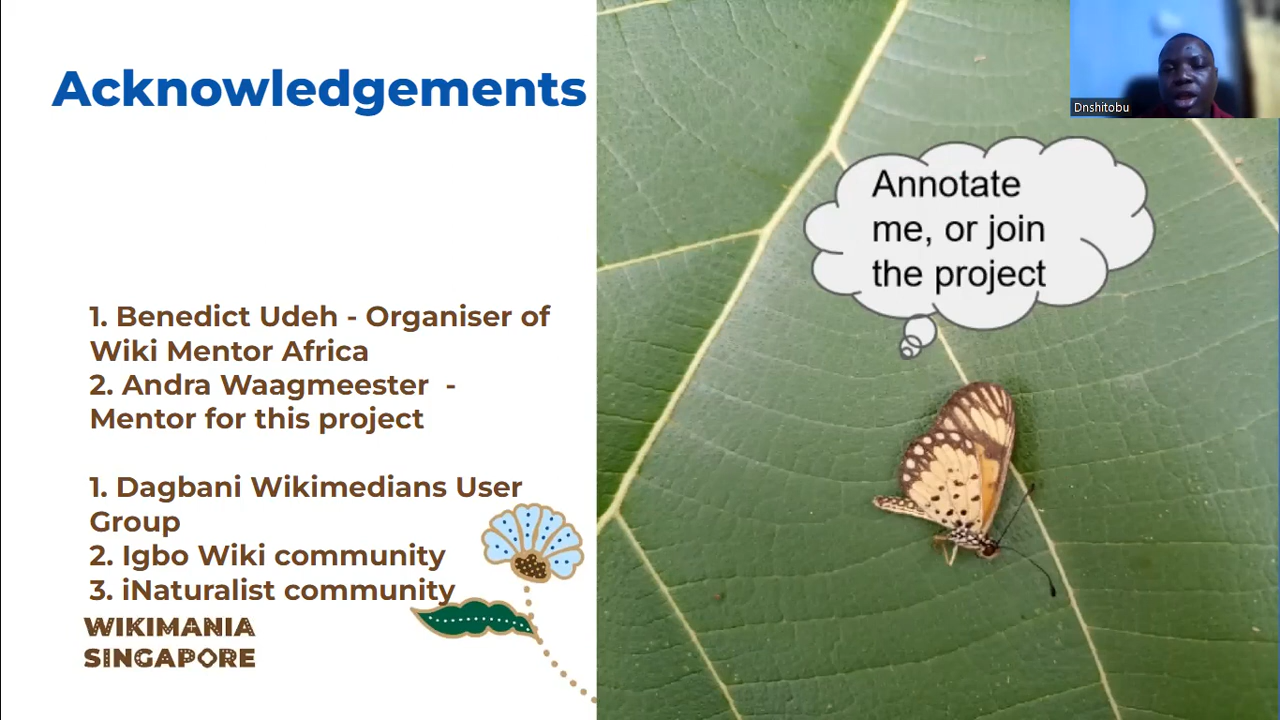 Acknowledgements
1. Benedict Udeh - Organiser of
Wiki Mentor Africa
2. Andra Waagmeester -
Mentor for this project
1. Dagbani Wikimedians User
Group
2. Igbo Wiki community
3. iNaturalist community
WIKIMANIA
SINGAPORE
Annotate
me, or join
the project
Dnshitobu